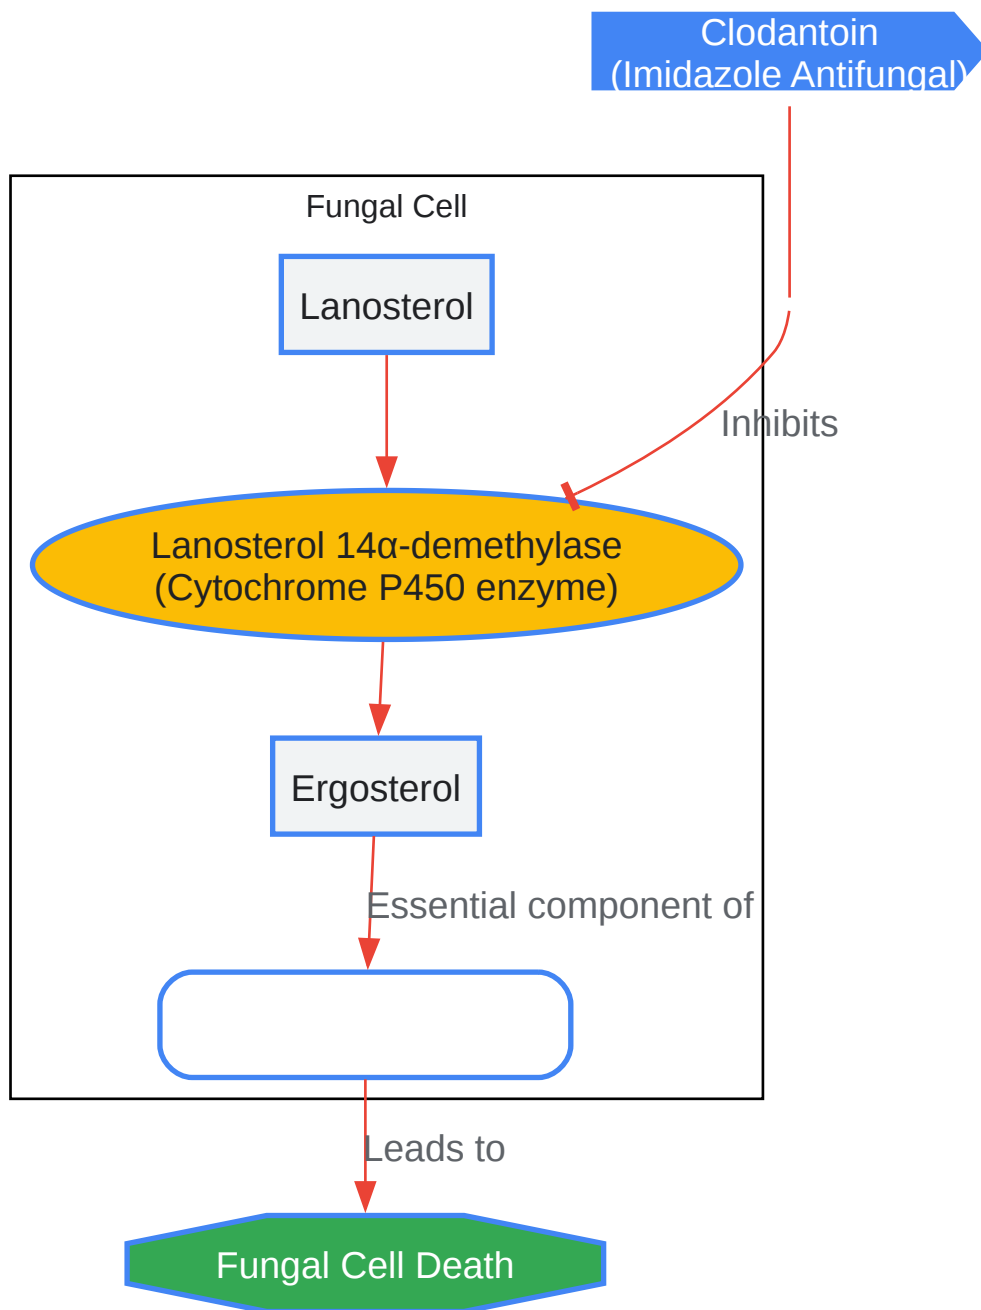 Clodantoin
(Imidazole Antifungal)
Fungal Cell
Lanosterol
Inhibits
Lanosterol 14α-demethylase
(Cytochrome P450 enzyme)
Ergosterol
Essential component of
Leads to
Fungal Cell Death